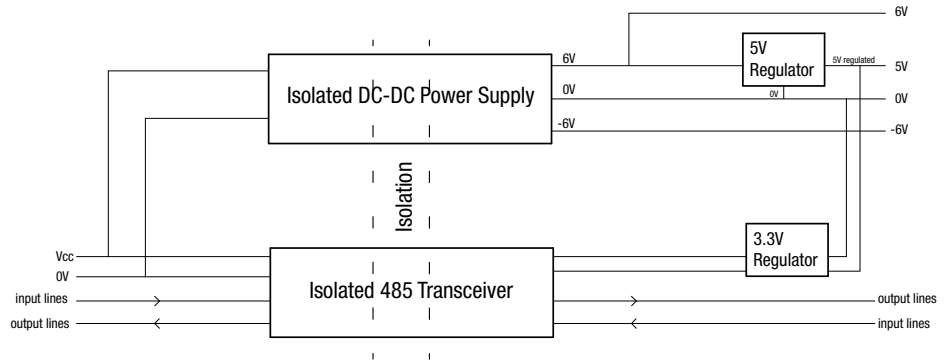 6V
5V
Regulator
6V
5V regulated
5V
Isolated DC-DC Power Supply
0V
0V
0V
-6V
-6V
Isolation
3.3V
Regulator
Vcc
0V
Isolated 485 Transceiver
input lines
output lines
output lines
input lines